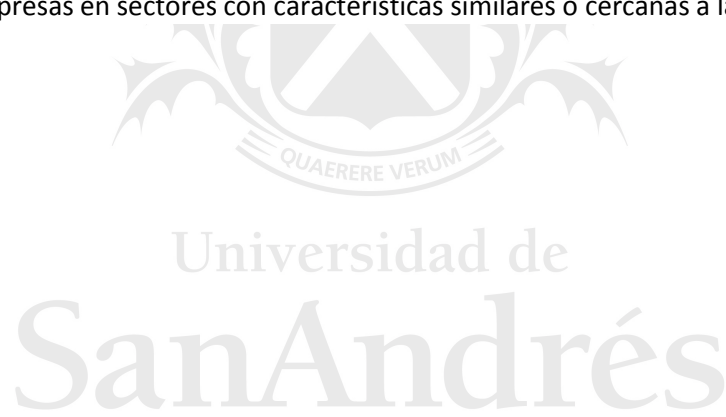 presas en sectores con características similares o cercanas a la
QUAERERE VERUM
Universidad de
SanAndrés